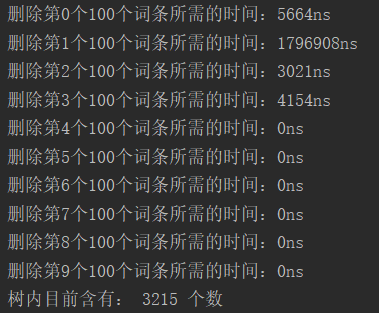 删除第0个100个词条所需的时间：5664ns
删除第1个100个词条所需的时间：1796908ns
删除第2个100个词条所需的时间：3021ns
删除第3个100个词条所需的时间：4154ns
删除第4个100个词条所需的时间：0ns
删除第5个100个词条所需的时间：0ns
删除第6个100个词条所需的时间：0ns
删除第7个100个词条所需的时间：0ns
删除第8个100个词条所需的时间：0ns
删除第9个100个词条所需的时间：0ns
树内目前含有： 3215 个数